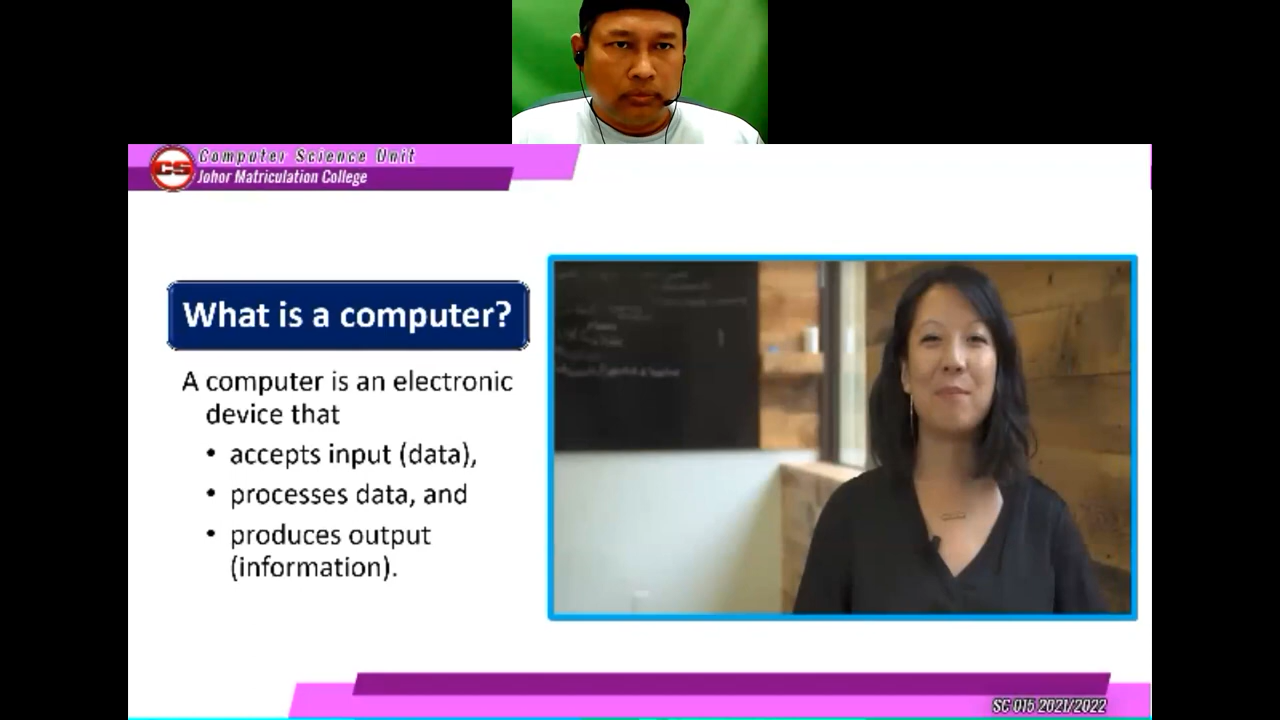 CS
Computer Science Unit
Johor Matriculation College
What is a computer?
A computer is an electronic
device that
• accepts input (data),
• processes data, and
• produces output
(information).
SC 015 2021/2022